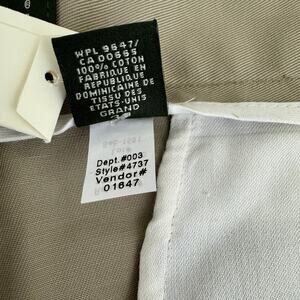 WPL 9647/
CA 00665
100% COTON
FABRIQUE EN
REPUBLIQUE
DOMINICAINE DE
TISSU DES
ETATS-UNIS
GRAND
Dept.#003
Style#4737
Vendor#
01647